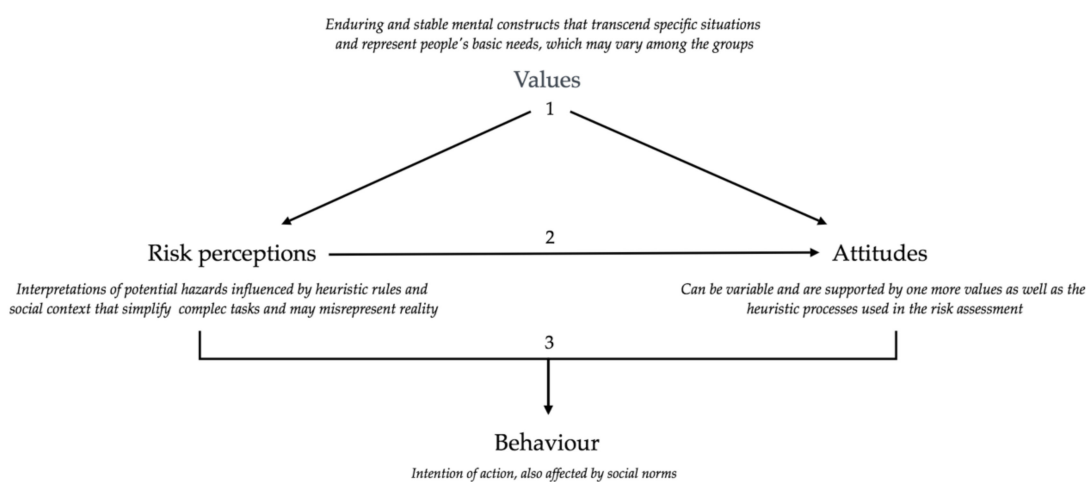 Enduring and stable mental constructs that transcend specific situations
and represent people's basic needs, which may vary among the groups
Values
1
2
Risk perceptions
Attitudes
Interpretations of potential hazards influenced by heuristic rules and
social context that simplify complec tasks and may misrepresent reality
Can be variable and are supported by one more values as well as the
heuristic processes used in the risk assessment
3
Behaviour
Intention of action, also affected by social norms